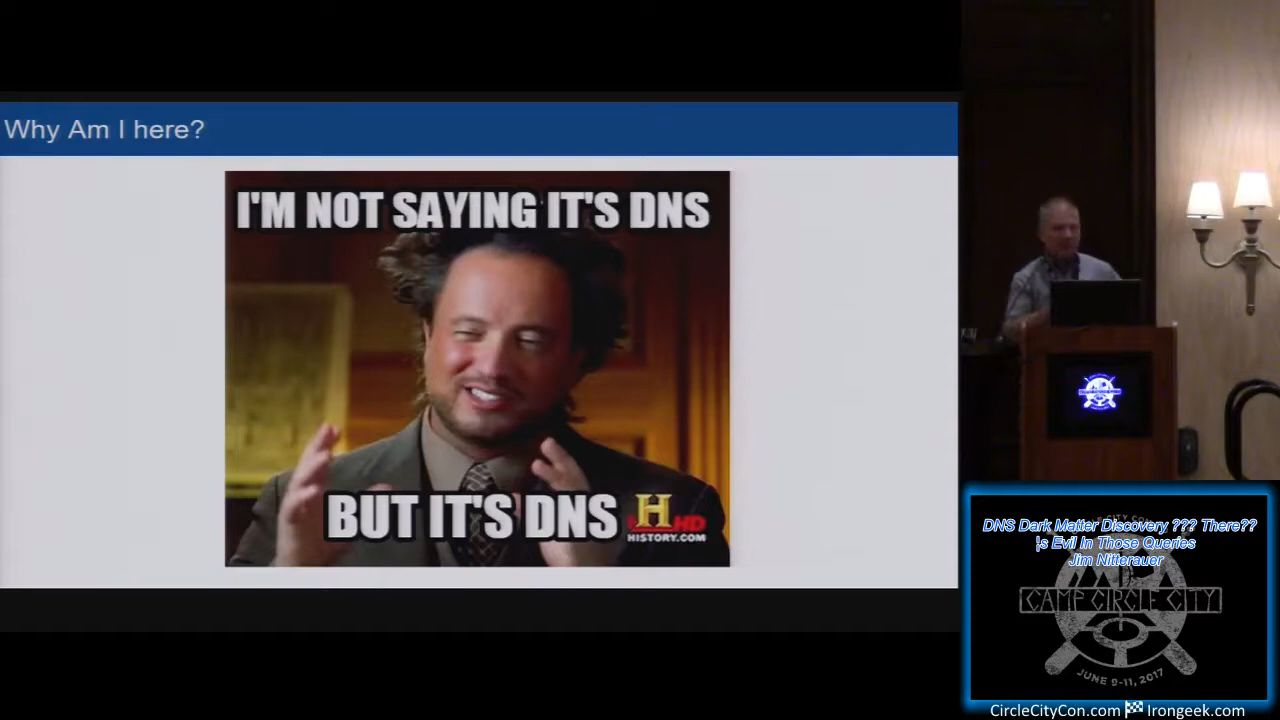 Why Am I here?
I'M NOT SAYING IT'S DNS
BUT IT'S DNS
H HD
HISTORY.COM
DNS Dark Matter Discovery ??? There??
s Evil In Those Queries
Jim Nitterauer
CAMP CIRCLE CITY
JUNE 9-11, 2017
CircleCityCon.com Irongeek.com